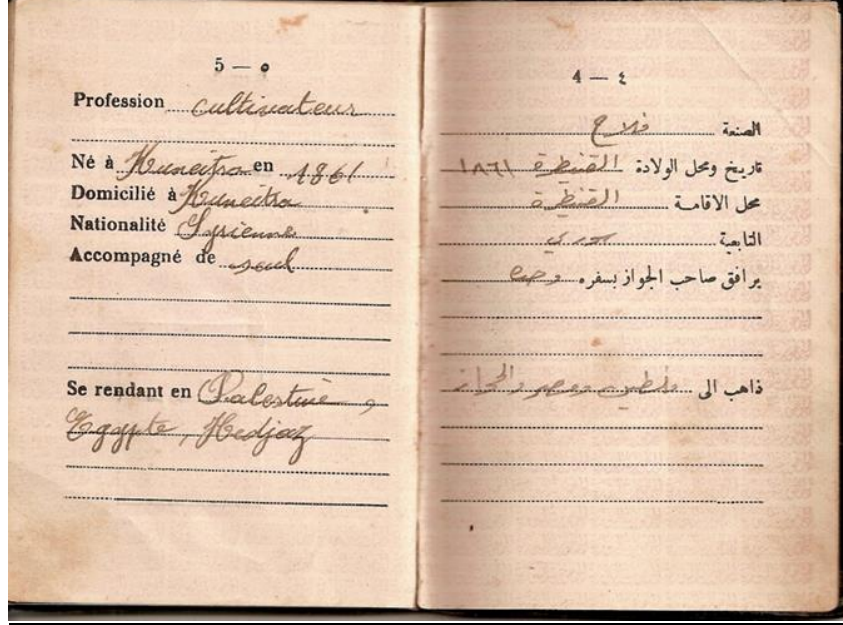 5 — ٥
Profession cultivateur
Né à Kuneitra en 1861
Domicilié à Kuneitra
Nationalité Syrienne
Accompagné de seul
Se rendant en Palestine,
Egypte, Hedjaz
4 — ٤
الصنعة فلاح
تاريخ ومحل الولادة القنيطرة ١٨٦١
محل الاقامة القنيطرة
التابعية سوري
يرافق صاحب الجواز بسفره وحده
ذاهب الى فلسطين ومصر والحجاز